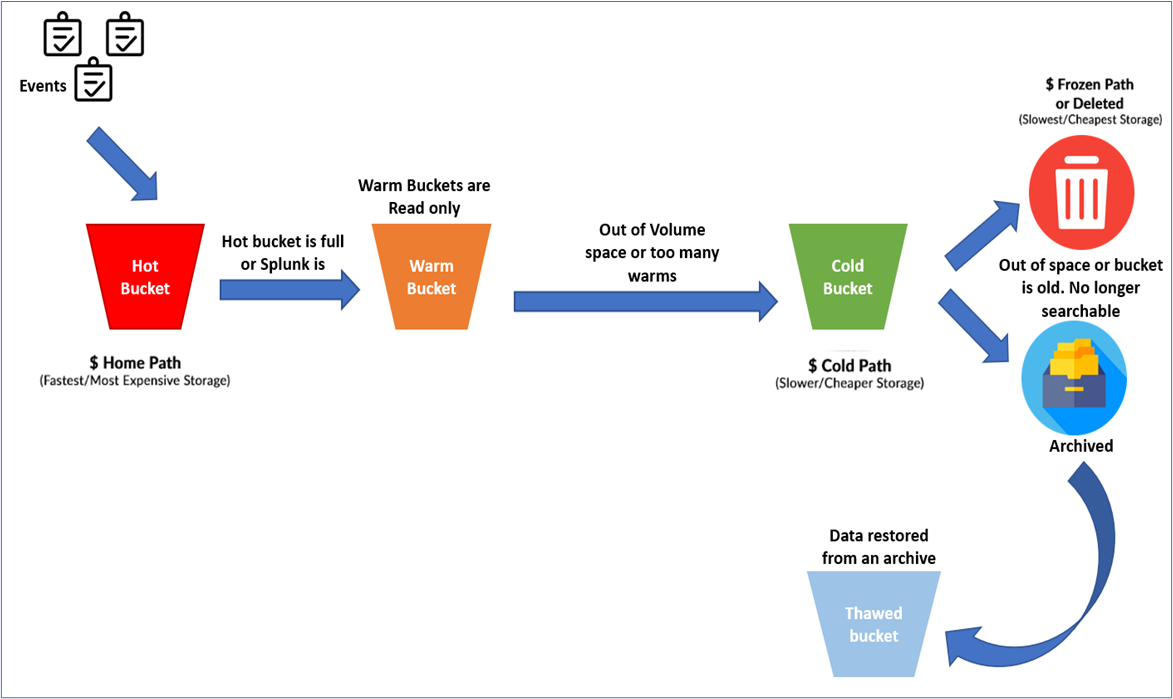 Events
$ Frozen Path
or Deleted
(Slowest/Cheapest Storage)
Warm Buckets are
Read only
Hot bucket is full
or Splunk is
Out of Volume
space or too many
warms
Hot
Bucket
Warm
Bucket
Cold
Bucket
Out of space or bucket
is old. No longer
searchable
$ Home Path
(Fastest/Most Expensive Storage)
$ Cold Path
(Slower/Cheaper Storage)
Archived
Data restored
from an archive
Thawed
bucket